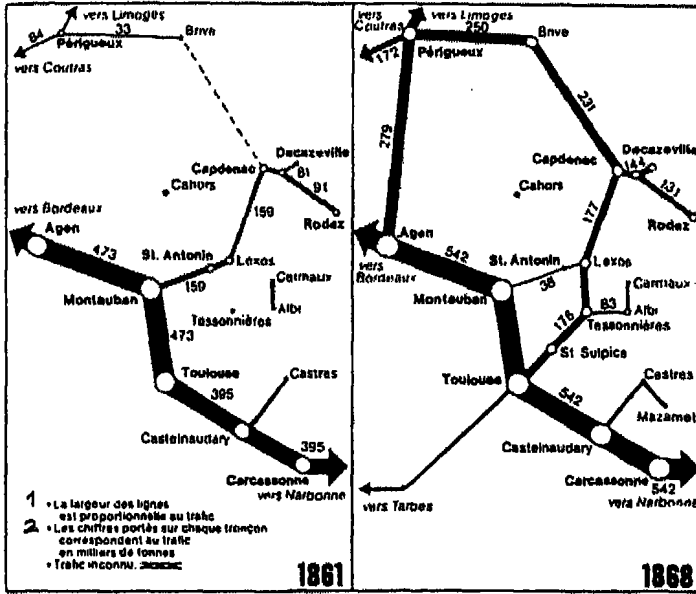 vers Limoges
84
33
Périgueux
Brive
vers Coutras
Decazeville
Capdenac
81
91
Cahors
Rodez
159
vers Bordeaux
Agen
473
St. Antonin
Lexos
159
Carmaux
Montauban
Tessonnières
Albi
473
Toulouse
395
Castres
Castelnaudary
395
Carcassonne
vers Narbonne
1 • La largeur des lignes
est proportionnelle au trafic
2 • Les chiffres portés sur chaque tronçon
correspondent au trafic
en milliers de tonnes
• Trafic inconnu.
1861
vers
Coutras
vers Limoges
250
Brive
Périgueux
172
279
231
Decazeville
Capdenac
144
131
Cahors
Rodez
177
Agen
vers
Bordeaux
542
St. Antonin
Lexos
38
Carmaux
Montauban
83
Albi
Tessonnières
176
St Sulpice
Toulouse
542
Castres
Mazamet
Castelnaudary
Carcassonne
542
vers Tarbes
vers Narbonne
1868